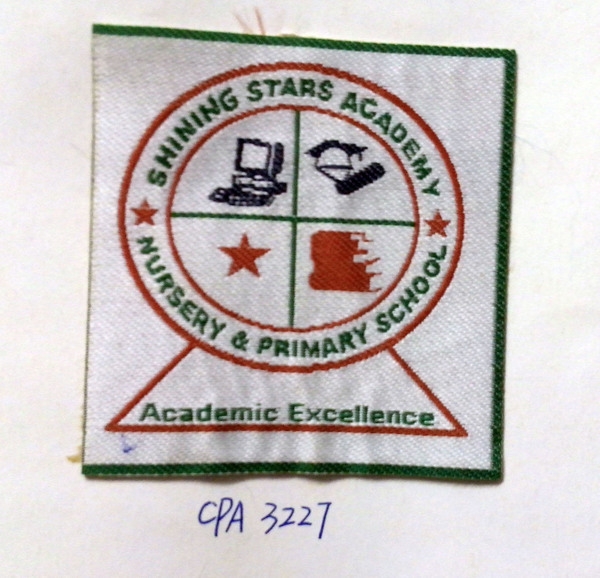 SHINING STARS ACADEMY
NURSERY & PRIMARY SCHOOL
Academic Excellence
CPA 3227